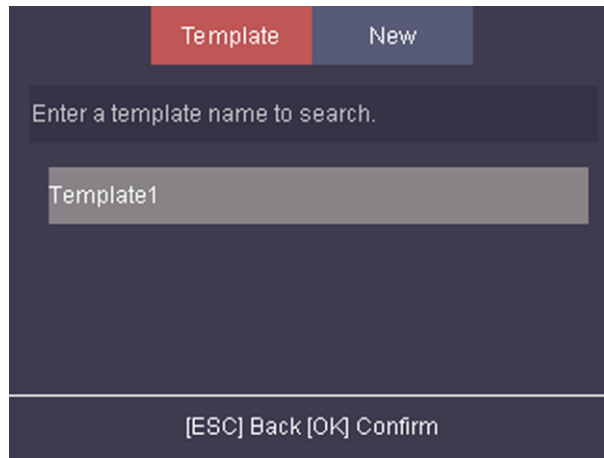 Template New
Enter a template name to search.
Template1
[ESC] Back [OK] Confirm